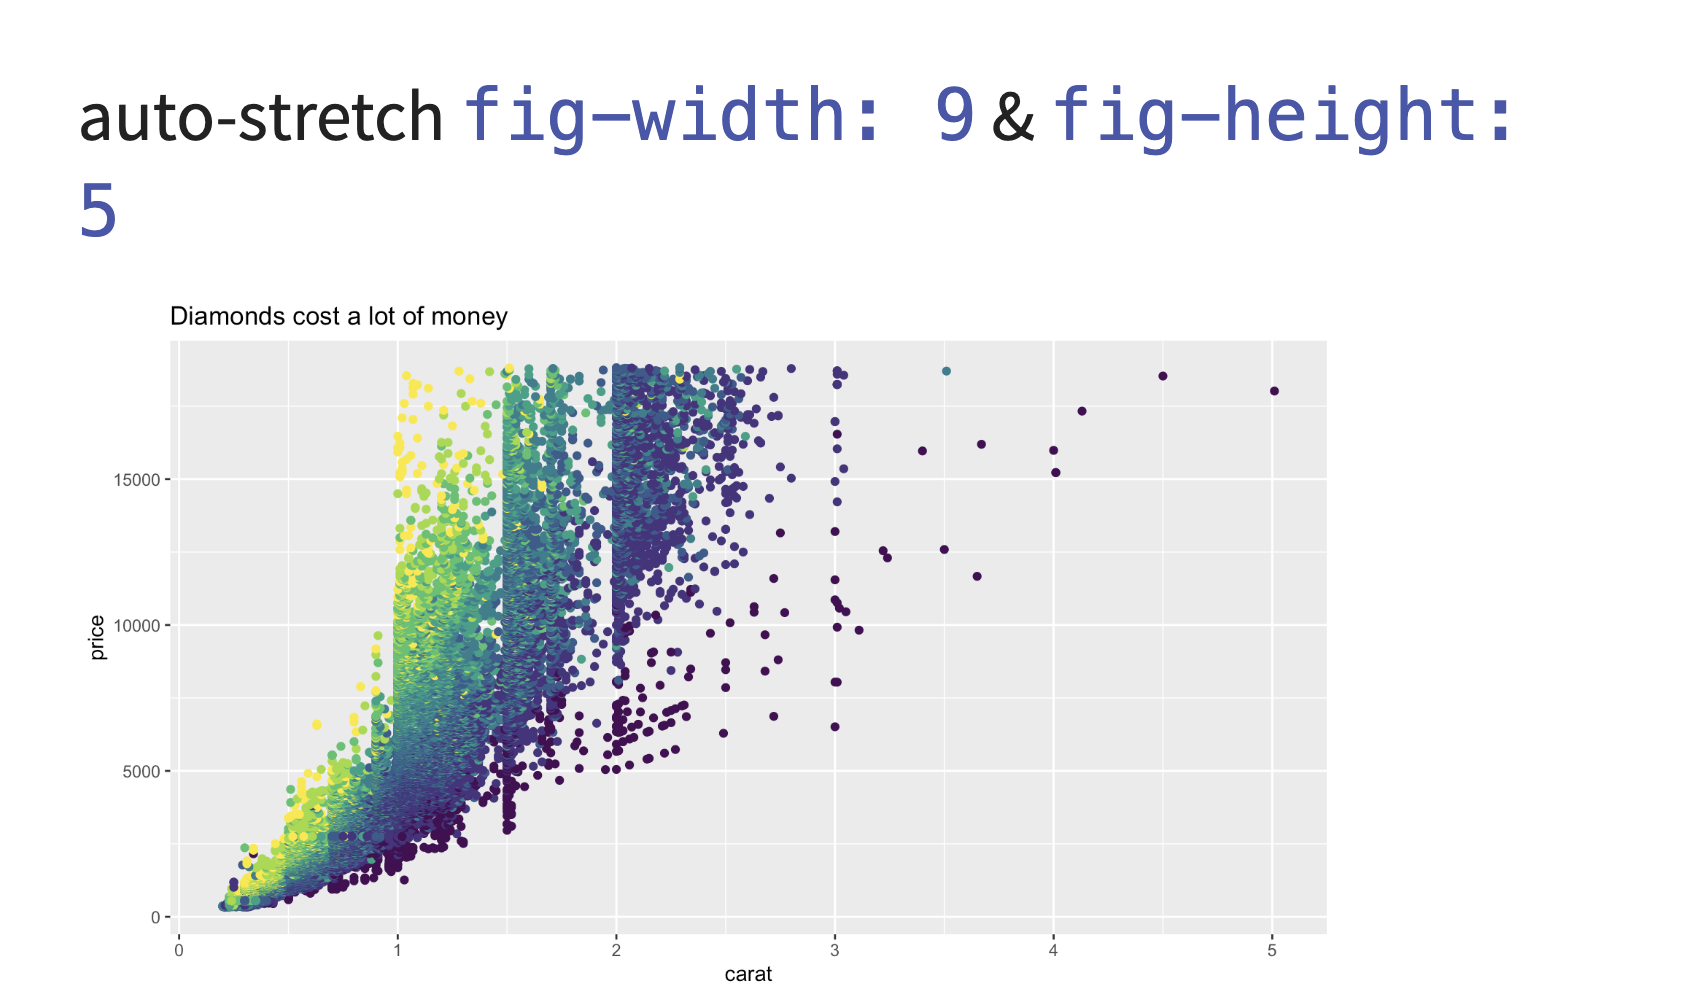 auto-stretch fig-width: 9 & fig-height:
5
Diamonds cost a lot of money
15000
10000
5000
0
price
0 1 2 3 4 5
carat